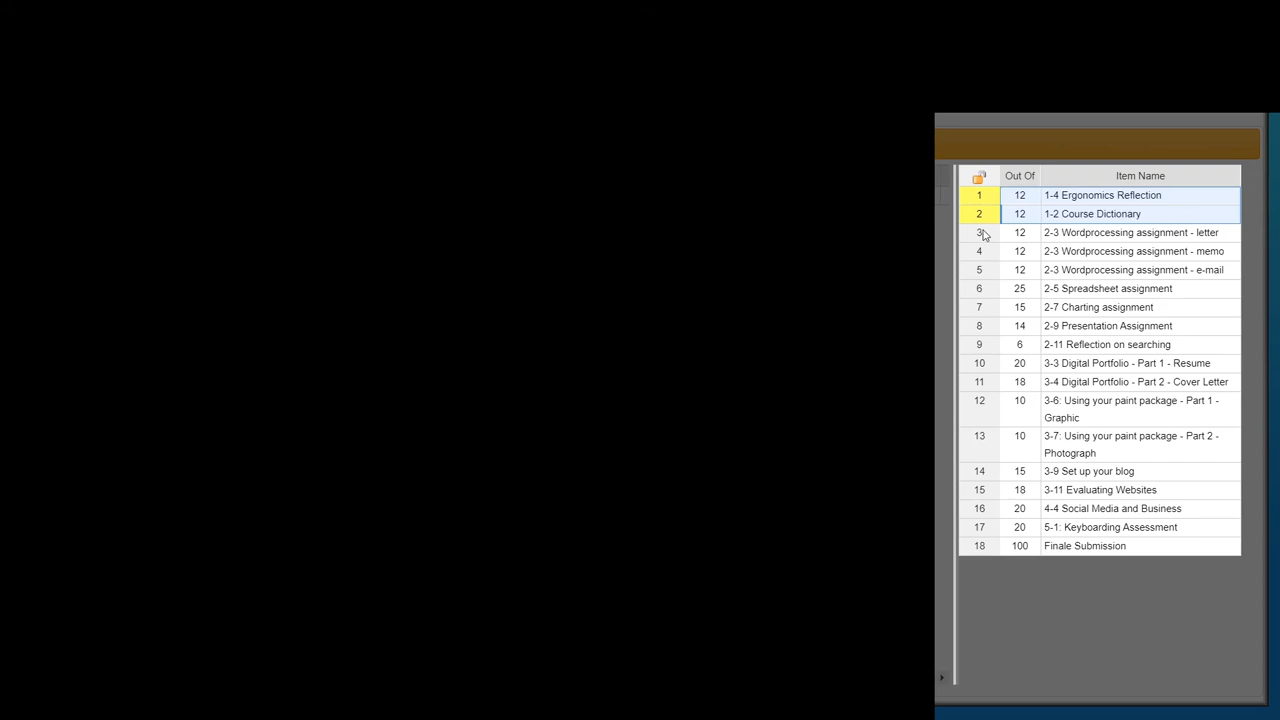 Out Of Item Name
1 12 1-4 Ergonomics Reflection
2 12 1-2 Course Dictionary
3 12 2-3 Wordprocessing assignment - letter
4 12 2-3 Wordprocessing assignment - memo
5 12 2-3 Wordprocessing assignment - e-mail
6 25 2-5 Spreadsheet assignment
7 15 2-7 Charting assignment
8 14 2-9 Presentation Assignment
9 6 2-11 Reflection on searching
10 20 3-3 Digital Portfolio - Part 1 - Resume
11 18 3-4 Digital Portfolio - Part 2 - Cover Letter
12 10 3-6: Using your paint package - Part 1 -
Graphic
13 10 3-7: Using your paint package - Part 2 -
Photograph
14 15 3-9 Set up your blog
15 18 3-11 Evaluating Websites
16 20 4-4 Social Media and Business
17 20 5-1: Keyboarding Assessment
18 100 Finale Submission